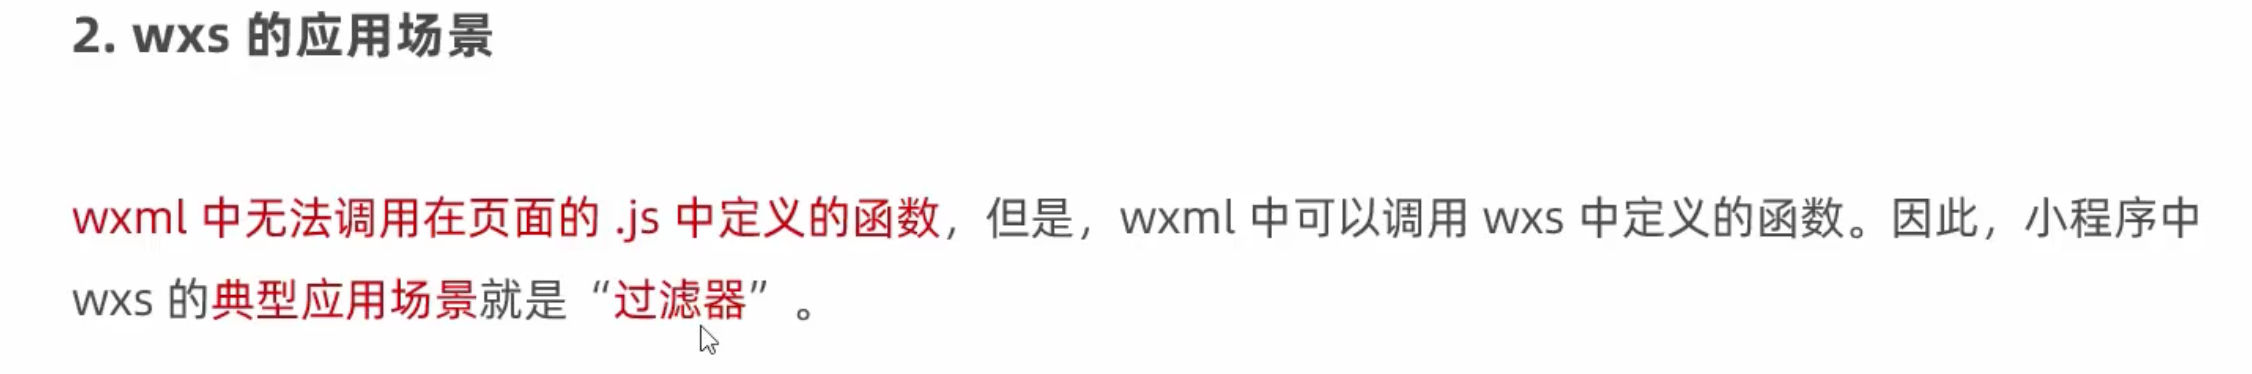 2. wxs 的应用场景
wxml 中无法调用在页面的 .js 中定义的函数，但是，wxml 中可以调用 wxs 中定义的函数。因此，小程序中
wxs 的典型应用场景就是“过滤器”。